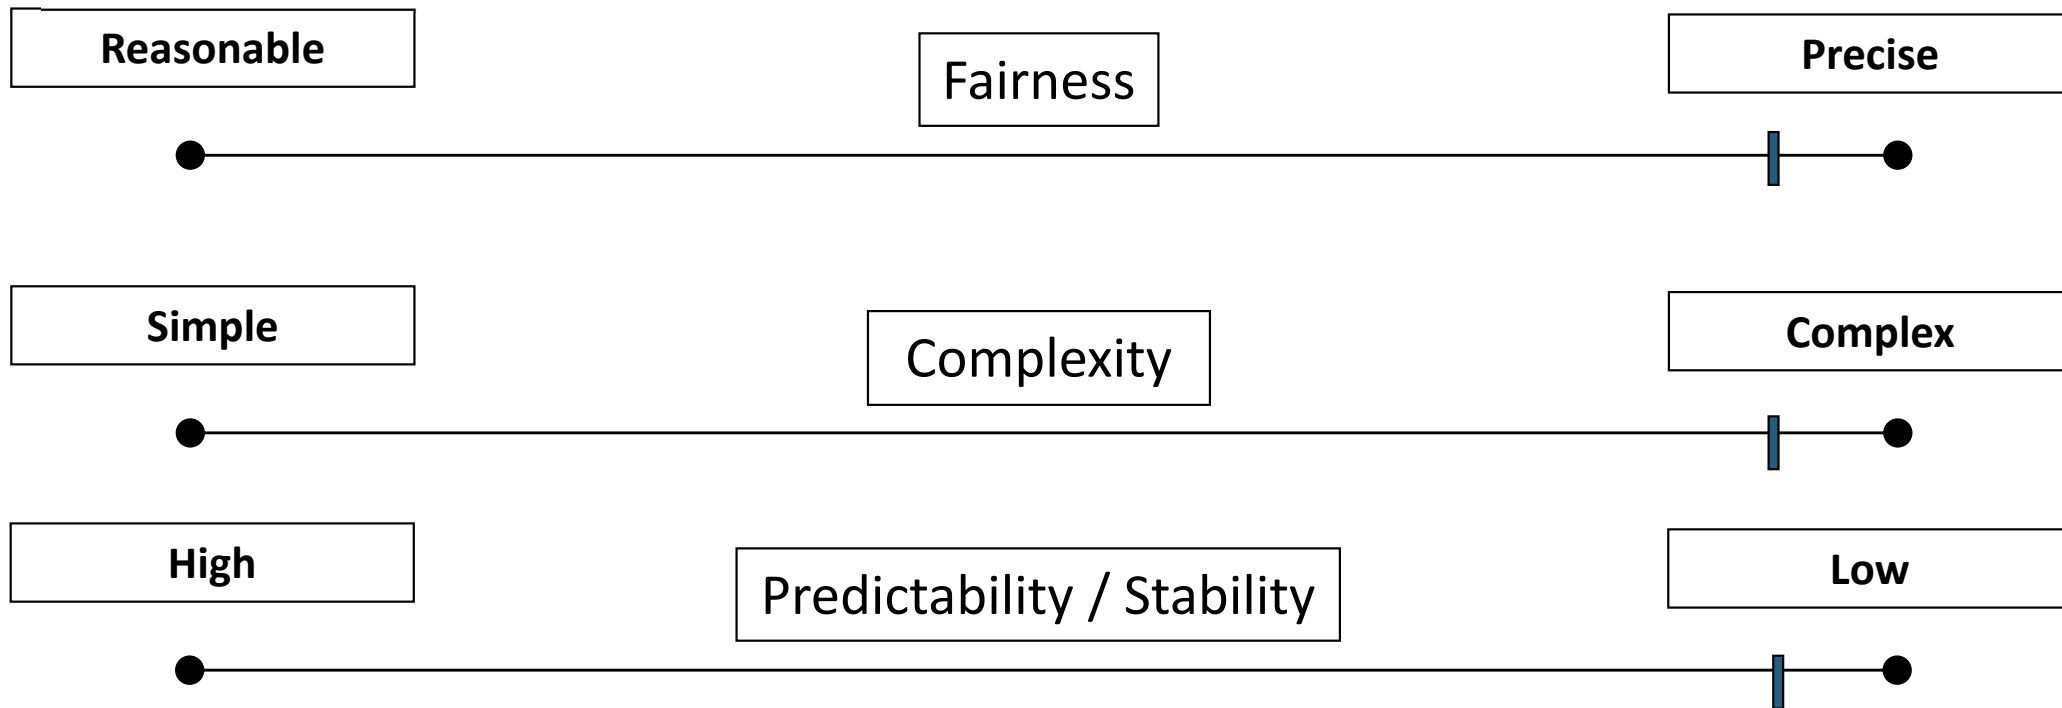 Reasonable
Fairness
Precise
Simple
Complexity
Complex
High
Predictability / Stability
Low